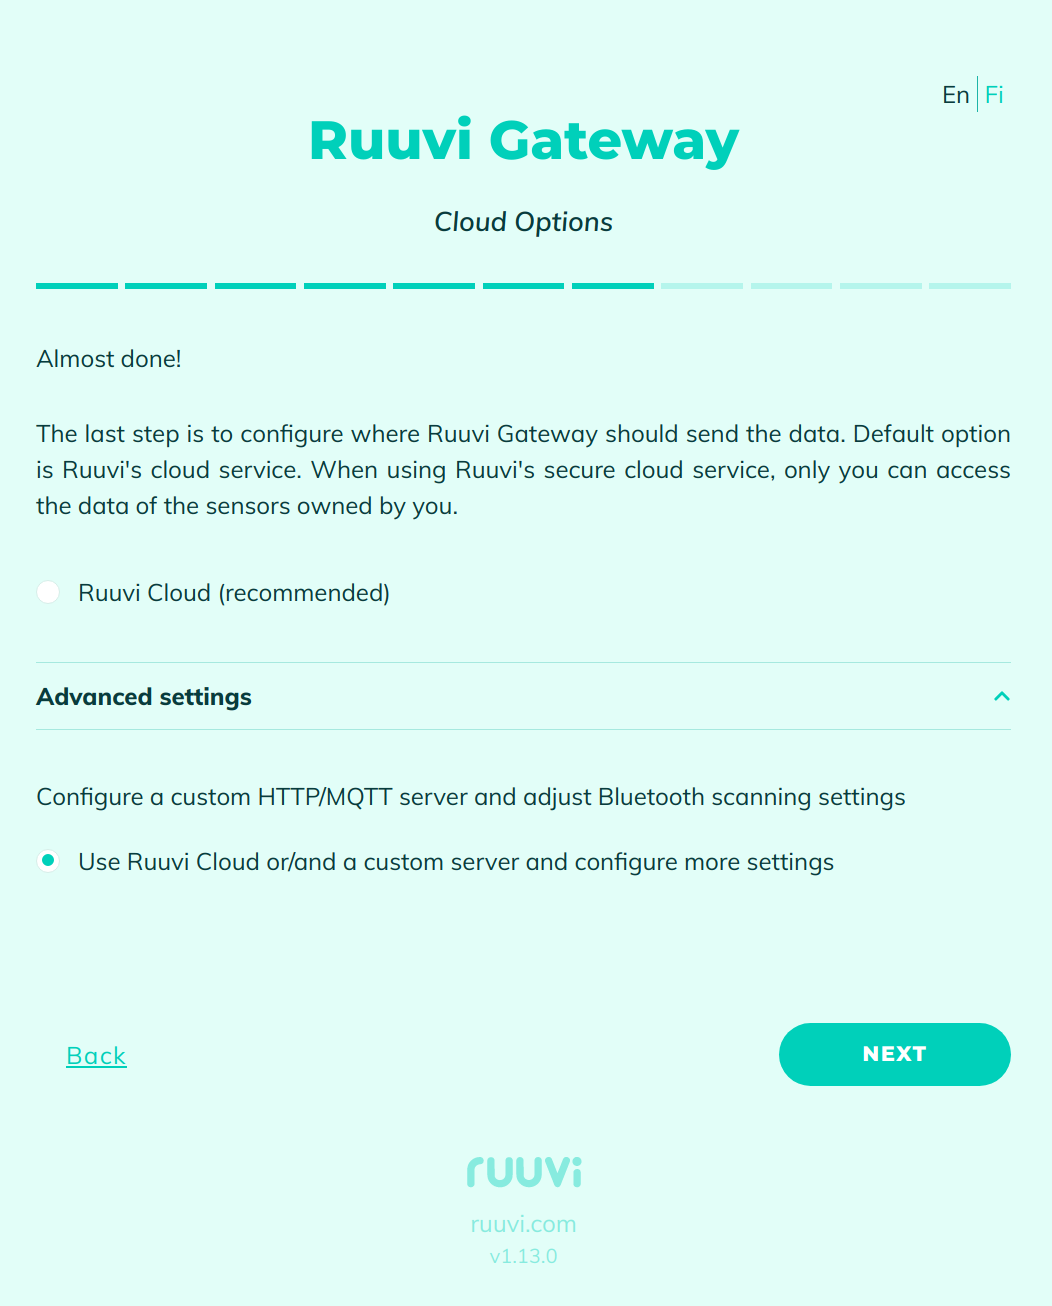 En Fi
Ruuvi Gateway
Cloud Options
Almost done!
The last step is to configure where Ruuvi Gateway should send the data. Default option
is Ruuvi's cloud service. When using Ruuvi's secure cloud service, only you can access
the data of the sensors owned by you.
Ruuvi Cloud (recommended)
Advanced settings
Configure a custom HTTP/MQTT server and adjust Bluetooth scanning settings
Use Ruuvi Cloud or/and a custom server and configure more settings
Back
NEXT
ruuvi
ruuvi.com
v1.13.0